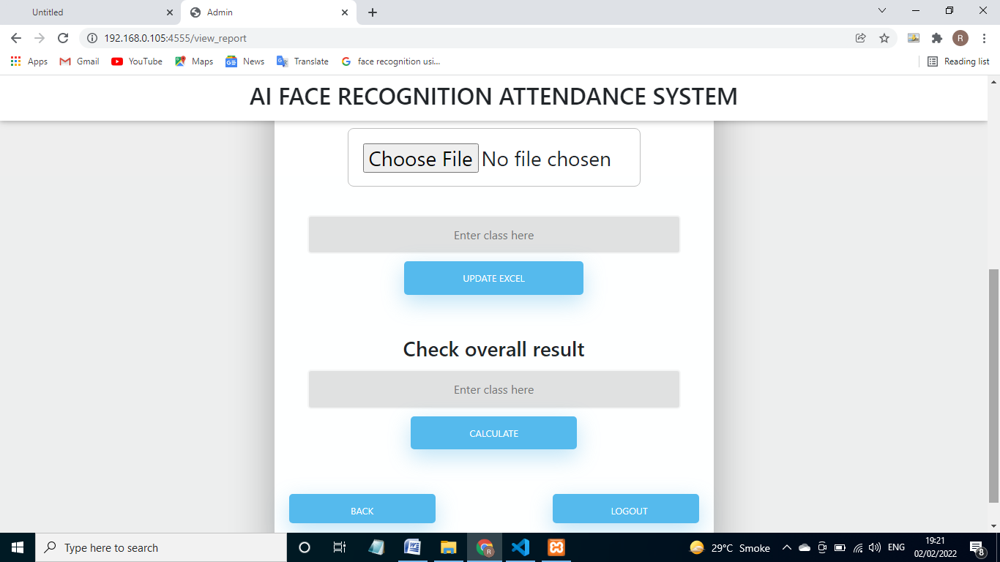 Untitled
Admin
192.168.0.105:4555/view_report
R
Apps Gmail YouTube Maps News Translate face recognition usi... Reading list
AI FACE RECOGNITION ATTENDANCE SYSTEM
Choose File No file chosen
Enter class here
UPDATE EXCEL
Check overall result
Enter class here
CALCULATE
BACK LOGOUT
Type here to search
29°C Smoke
ENG
19:21
02/02/2022
8